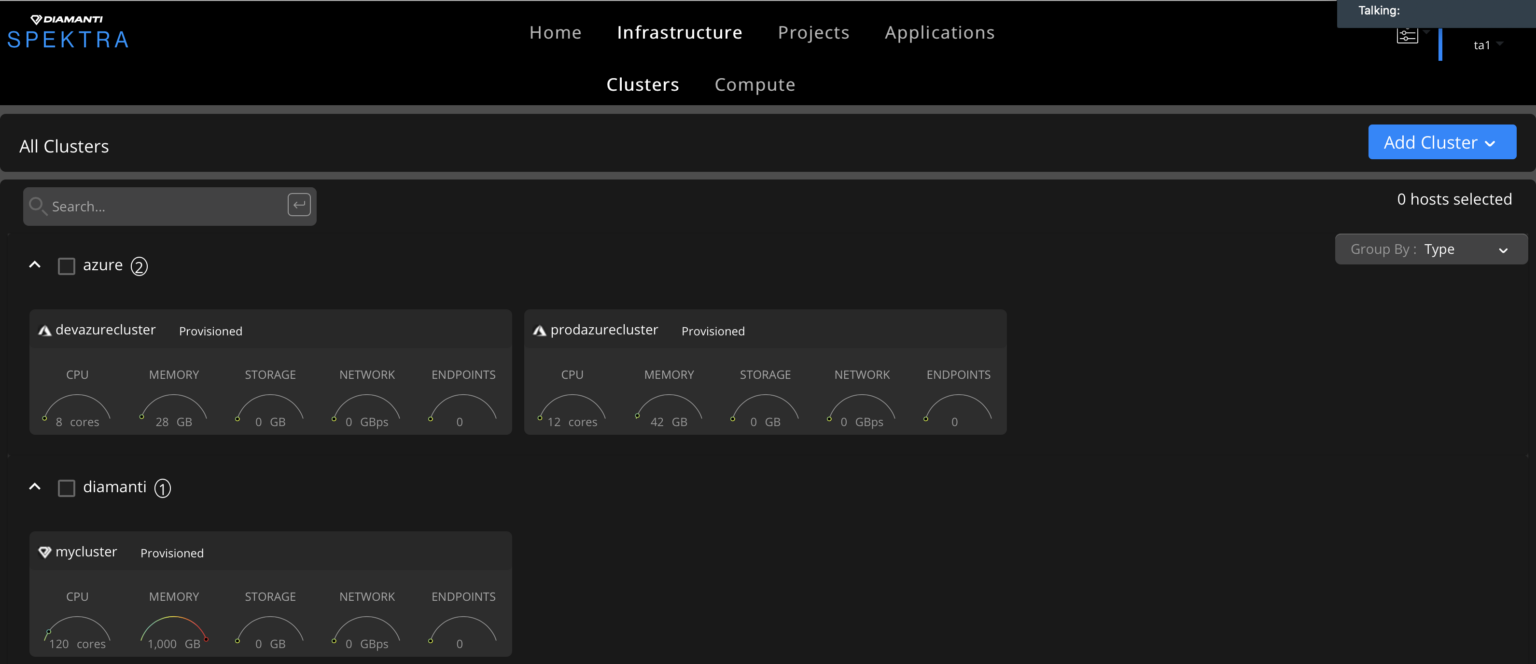 Talking:
DIAMANTI
SPEKTRA
Home Infrastructure Projects Applications
ta1
Clusters Compute
All Clusters
Add Cluster
Search...
0 hosts selected
Group By : Type
azure 2
devazurecluster Provisioned
CPU MEMORY STORAGE NETWORK ENDPOINTS
8 cores 28 GB 0 GB 0 GBps 0
prodazurecluster Provisioned
CPU MEMORY STORAGE NETWORK ENDPOINTS
12 cores 42 GB 0 GB 0 GBps 0
diamanti 1
mycluster Provisioned
CPU MEMORY STORAGE NETWORK ENDPOINTS
120 cores 1,000 GB 0 GB 0 GBps 0